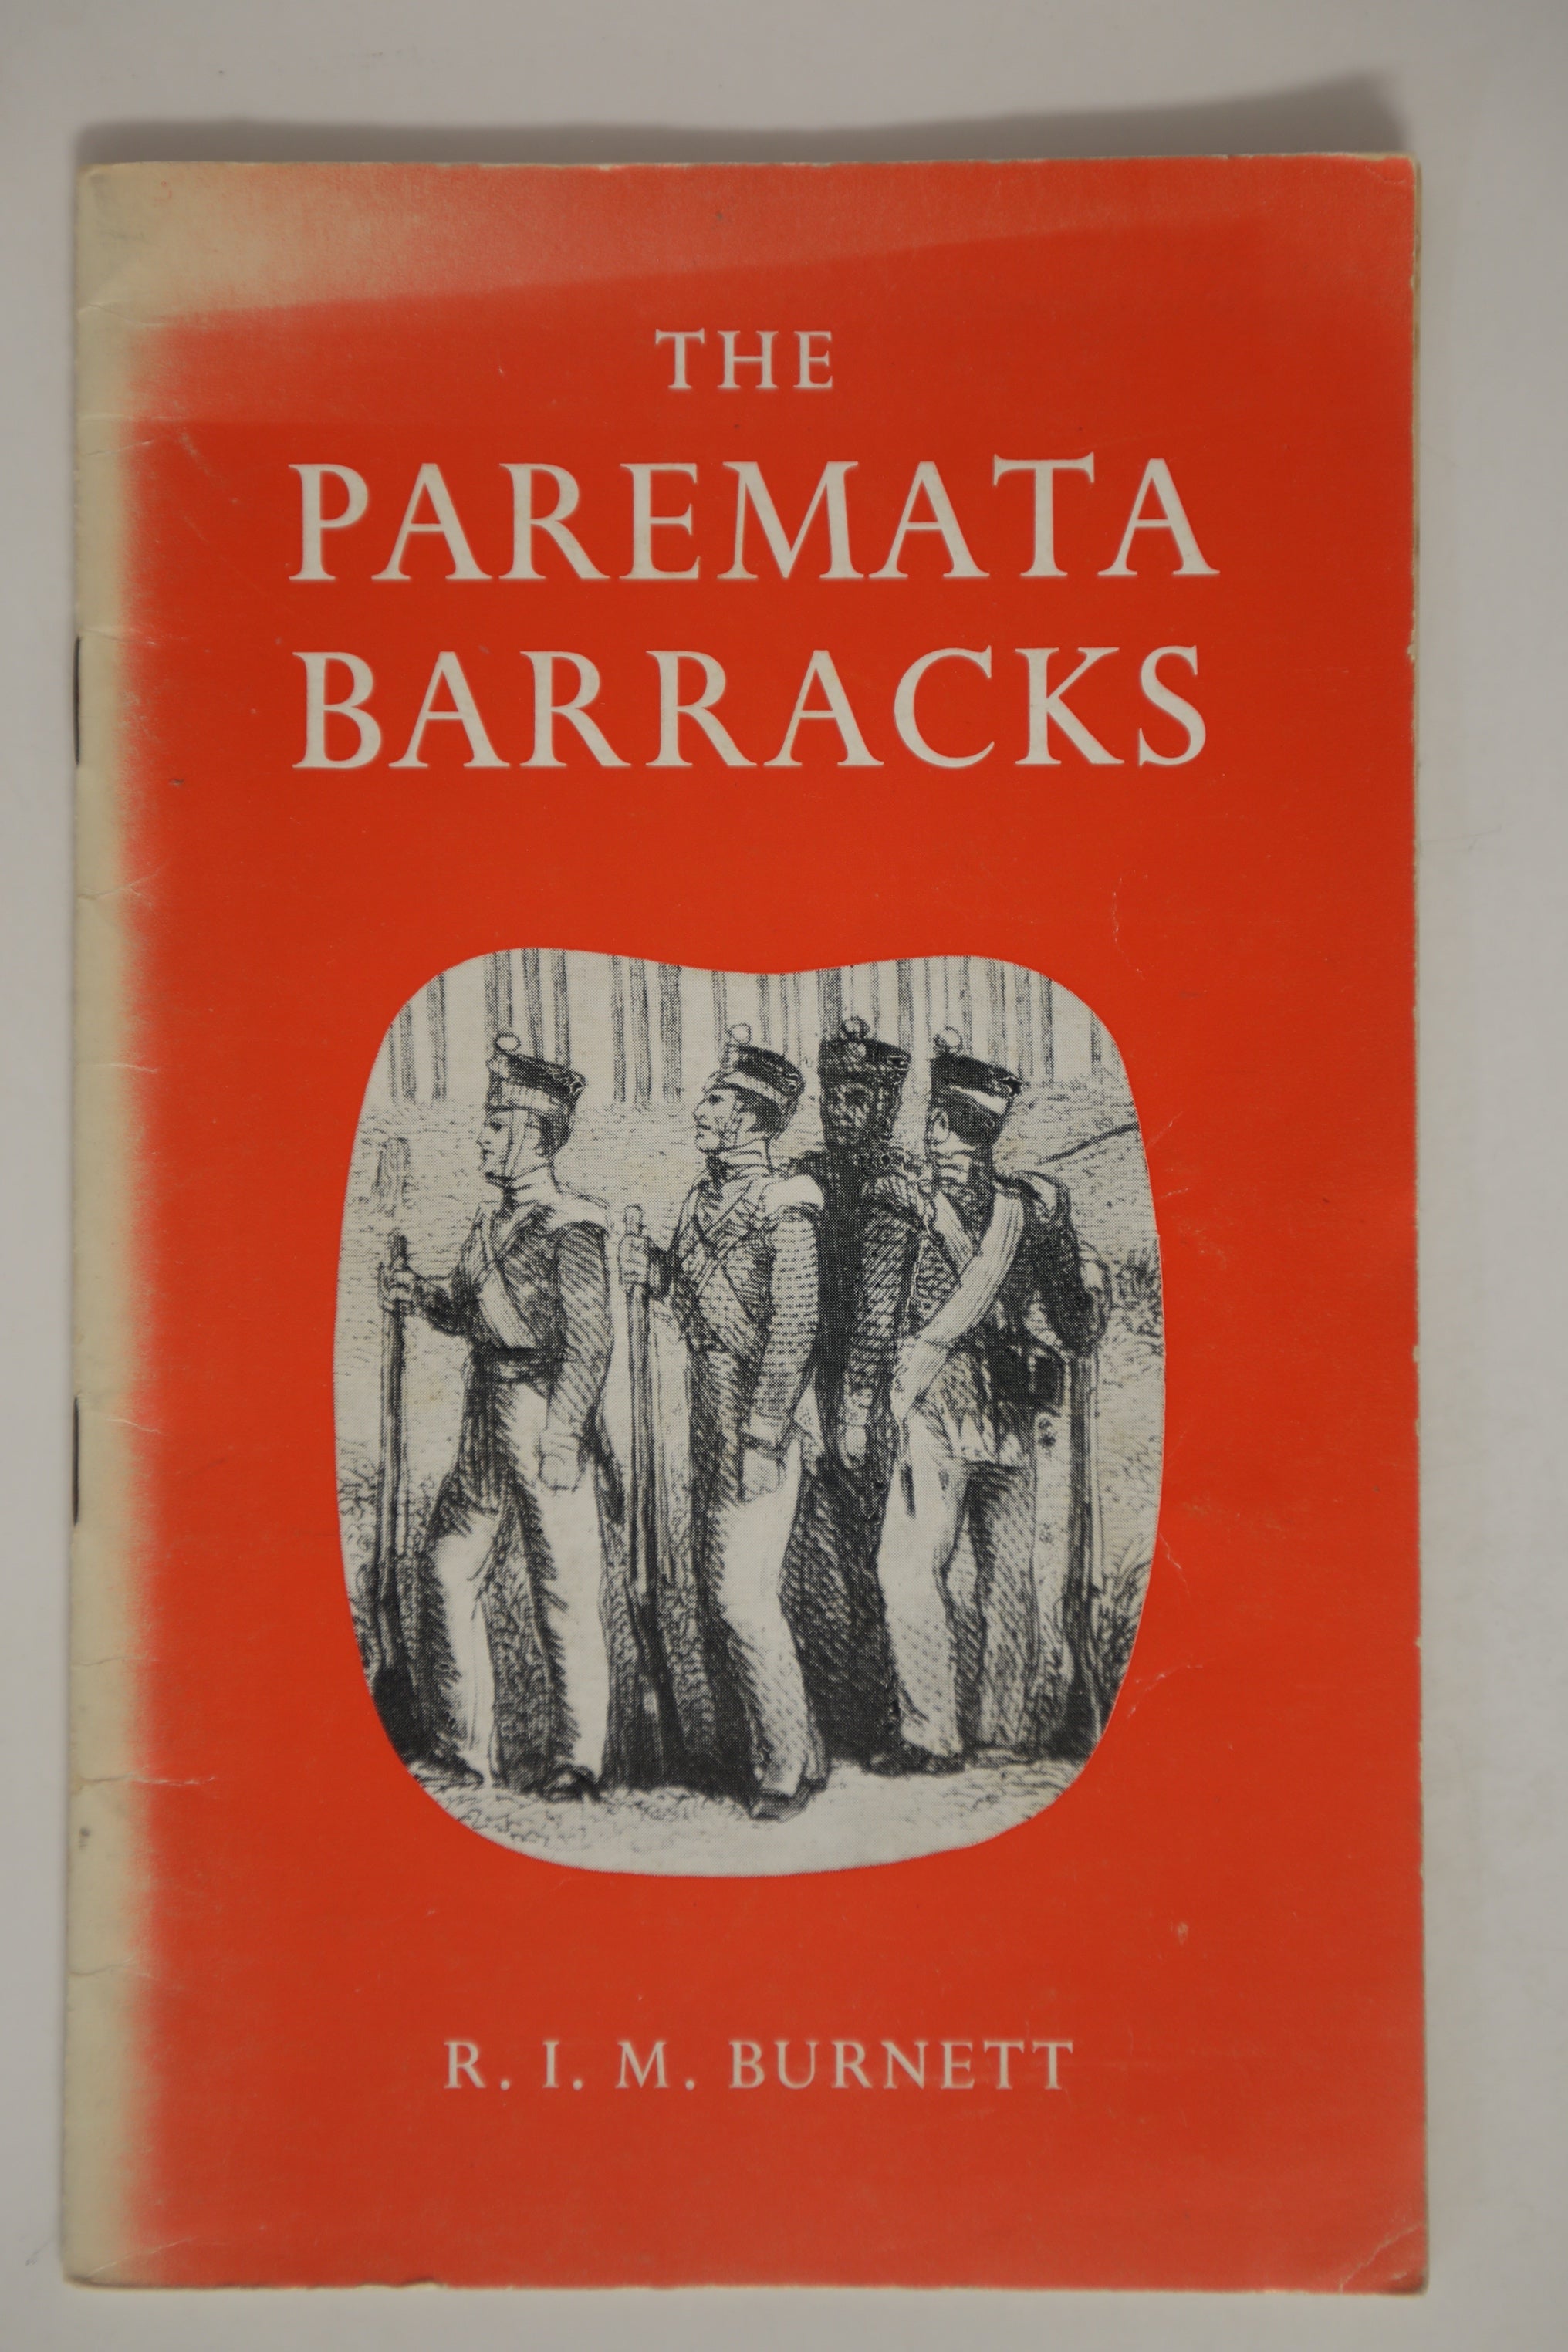 THE
PAREMATA
BARRACKS
R. I. M. BURNETT